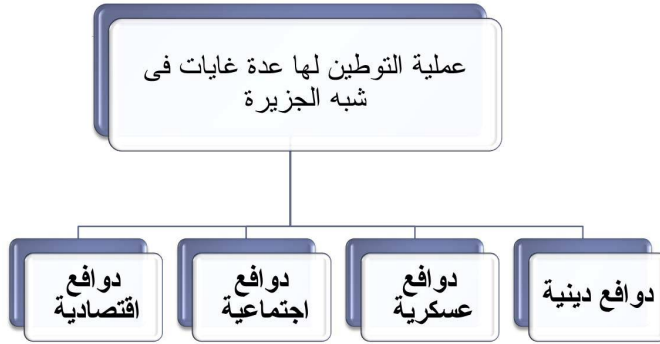 عملية التوطين لها عدة غايات فى
شبه الجزيرة
دوافع دينية
دوافع
عسكرية
دوافع
اجتماعية
دوافع
اقتصادية